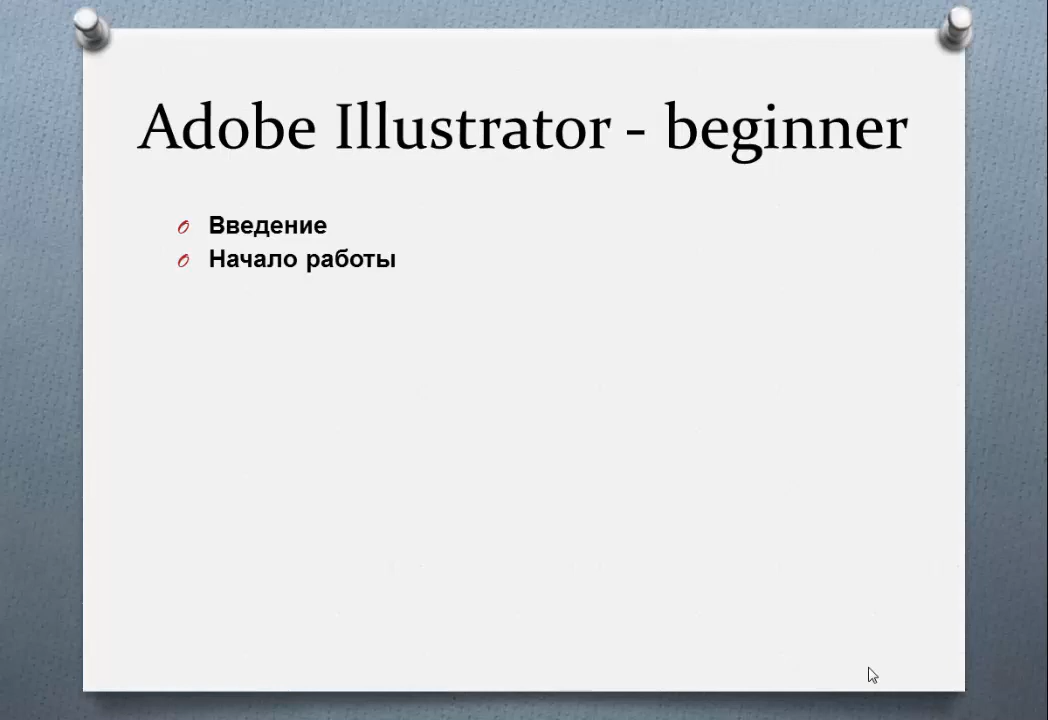 Adobe Illustrator - beginner
Введение
Начало работы